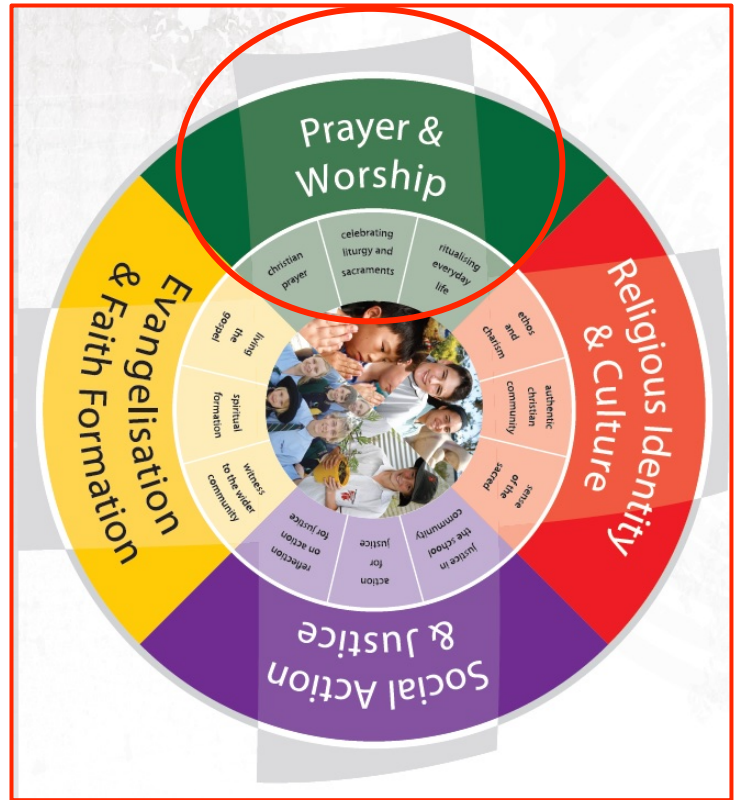 Prayer &
Worship
christian
prayer
celebrating
liturgy and
sacraments
ritualising
everyday
life
Religious Identity
& Culture
ethos
and
charism
authentic
christian
community
sense
of the
sacred
Social Action
& Justice
justice in
the school
community
action
for
justice
reflection
on action
for justice
Evangelisation
& Faith Formation
witness
to the wider
community
spiritual
formation
living
the
gospel